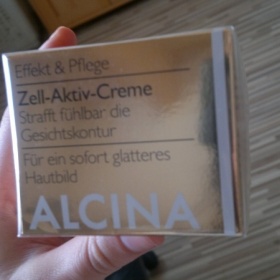 Effekt & Pflege
Zell-Aktiv-Creme
Strafft fühlbar die
Gesichtskontur
Für ein sofort glatteres
Hautbild
ALCINA